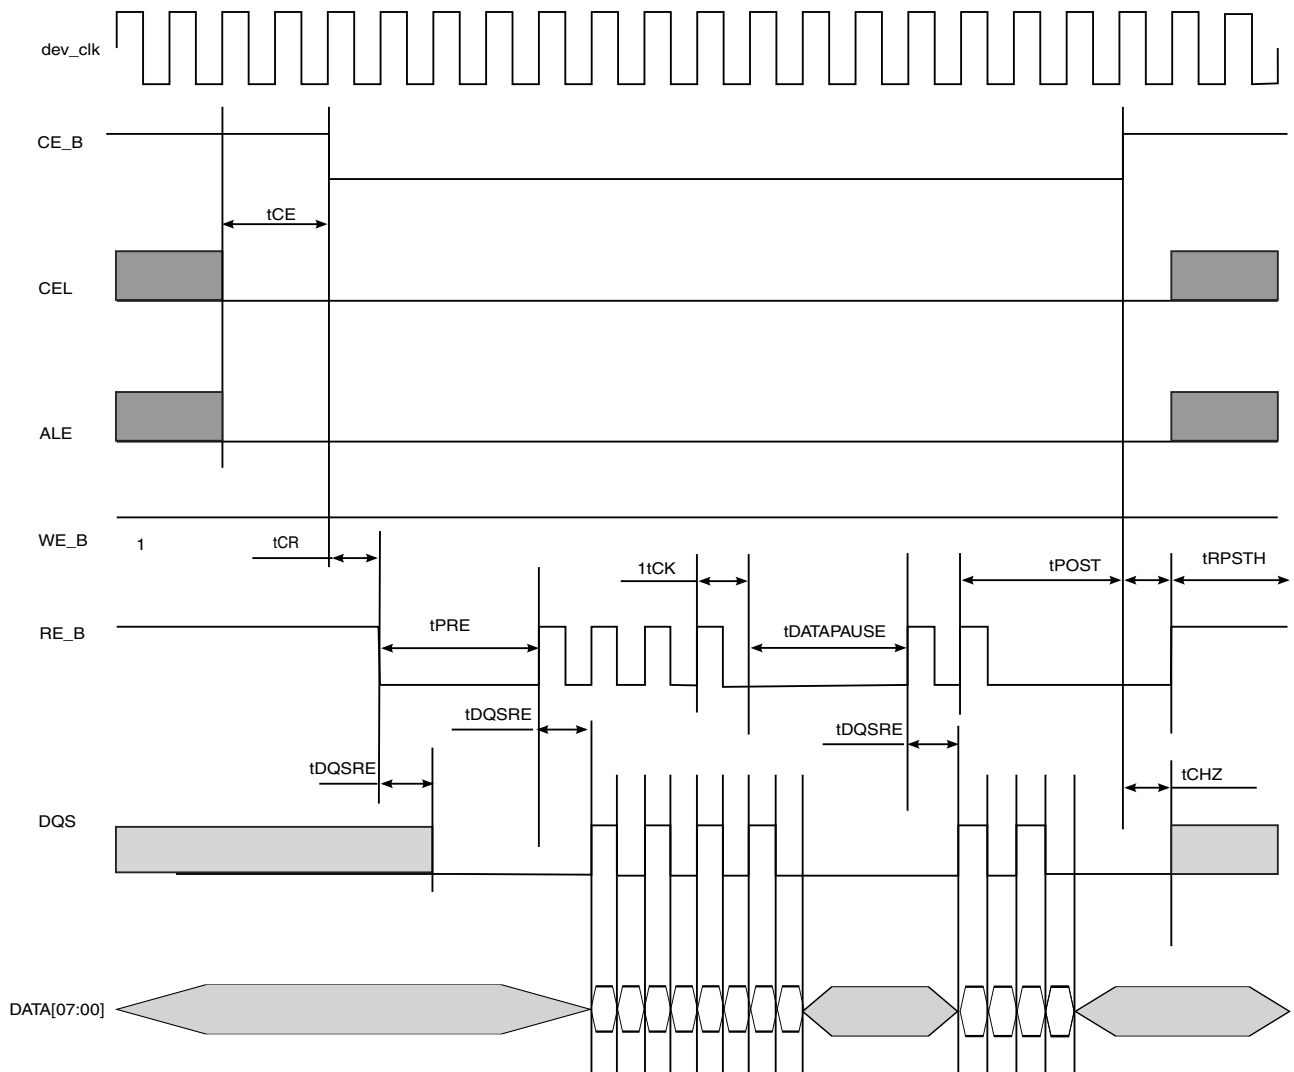 dev_clk
CE_B
tCE
CEL
ALE
WE_B
1
tCR
1tCK
tPOST
tRPSTH
RE_B
tPRE
tDATAPAUSE
tDQSRE
tDQSRE
tDQSRE
tCHZ
DQS
DATA[07:00]